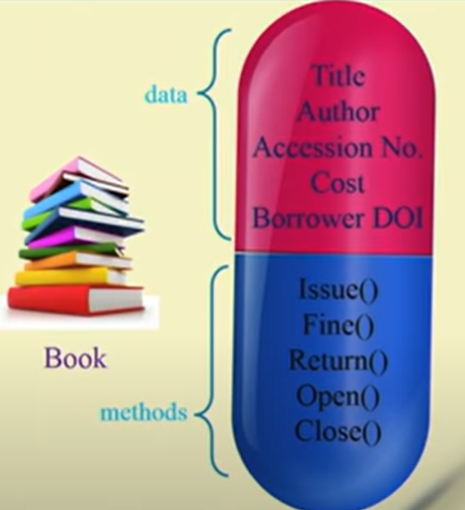 data
Title
Author
Accession No.
Cost
Borrower DOI
Book
methods
Issue()
Fine()
Return()
Open()
Close()